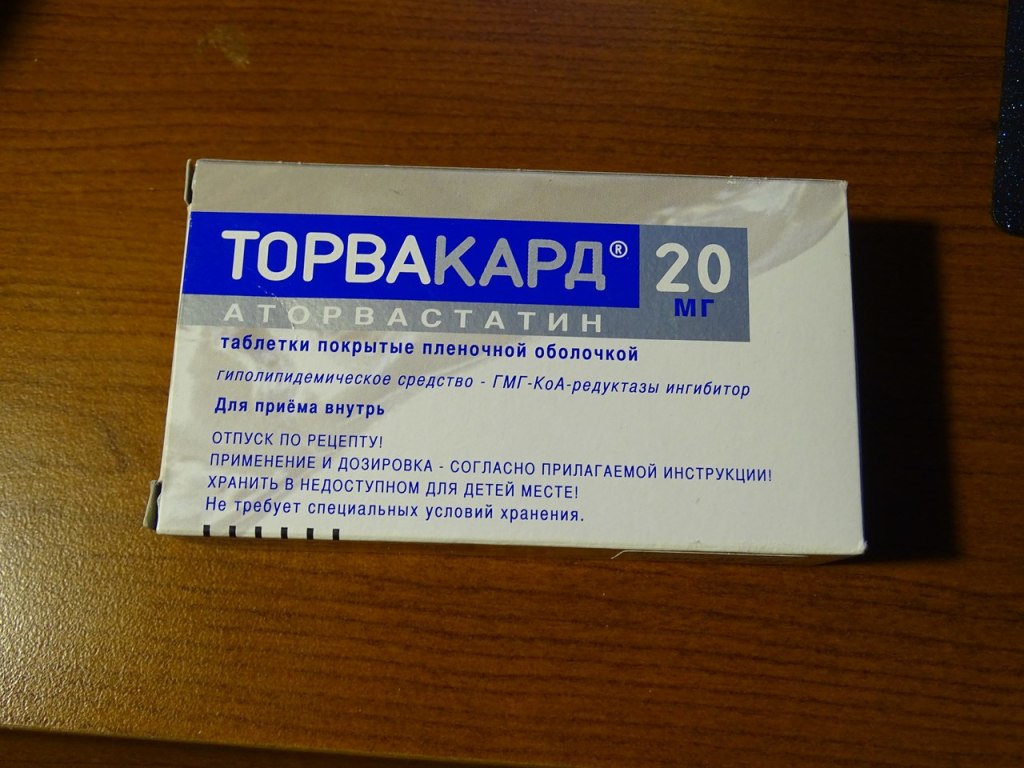 ТОРВАКАРД® 20 МГ
АТОРВАСТАТИН
таблетки покрытые пленочной оболочкой
гиполипидемическое средство - ГМГ-КоА-редуктазы ингибитор
Для приёма внутрь
ОТПУСК ПО РЕЦЕПТУ!
ПРИМЕНЕНИЕ И ДОЗИРОВКА - СОГЛАСНО ПРИЛАГАЕМОЙ ИНСТРУКЦИИ!
ХРАНИТЬ В НЕДОСТУПНОМ ДЛЯ ДЕТЕЙ МЕСТЕ!
Не требует специальных условий хранения.